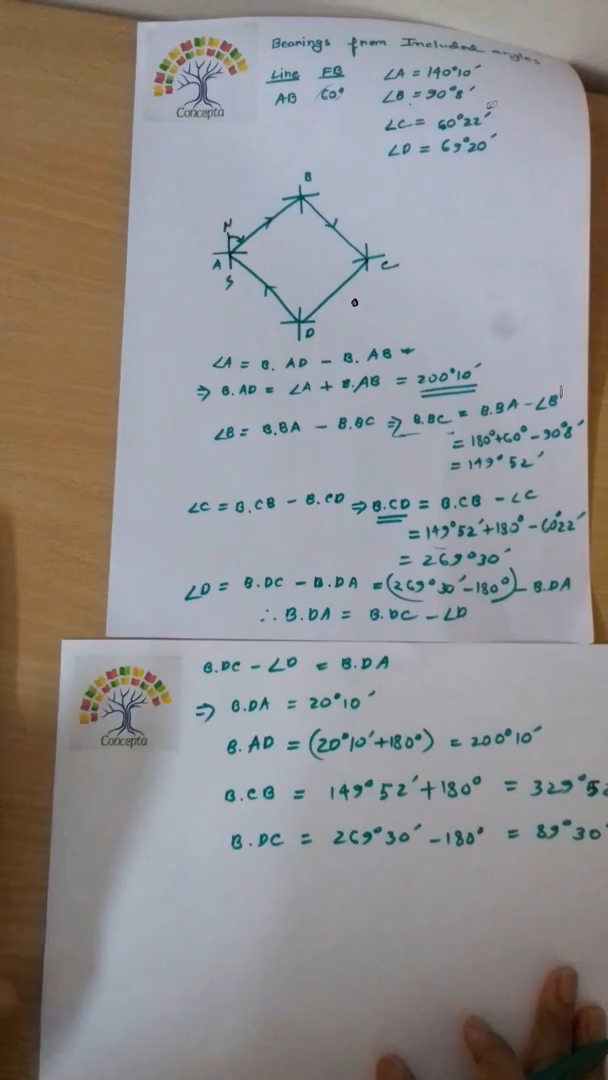 Concepta
Bearings from Included angles
Line FB
AB 60°
∠A = 140°10′
∠B = 90°8′
∠C = 60°22′
∠D = 69°20′
B
N
A
S
C
D
∠A = B. AD - B. AB
⇒ B.AD = ∠A + B.AB = 200°10′
∠B = B.BA - B.BC ⇒ B.BC = B.BA - ∠B
= 180°+60° - 90°8′
= 149°52′
∠C = B.CB - B.CD ⇒ B.CD = B.CB - ∠C
= 149°52′+180° - 60°22′
= 269°30′
∠D = B.DC - B.DA = (269°30′-180°) - B.DA
∴ B.DA = B.DC - ∠D
Concepta
B.DC - ∠D = B.DA
⇒ B.DA = 20°10′
B.AD = (20°10′+180°) = 200°10′
B.CB = 149°52′+180° = 329°52
B.DC = 269°30′ - 180° = 89°30′